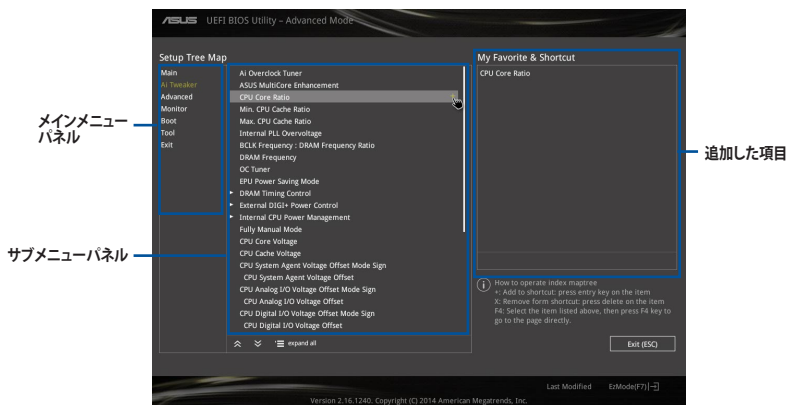 ASUS UEFI BIOS Utility – Advanced Mode
Setup Tree Map
Main
Ai Tweaker
Advanced
Monitor
Boot
Tool
Exit
Ai Overclock Tuner
ASUS MultiCore Enhancement
CPU Core Ratio
Min. CPU Cache Ratio
Max. CPU Cache Ratio
Internal PLL Overvoltage
BCLK Frequency : DRAM Frequency Ratio
DRAM Frequency
OC Tuner
EPU Power Saving Mode
DRAM Timing Control
External DIGI+ Power Control
Internal CPU Power Management
Fully Manual Mode
CPU Core Voltage
CPU Cache Voltage
CPU System Agent Voltage Offset Mode Sign
CPU System Agent Voltage Offset
CPU Analog I/O Voltage Offset Mode Sign
CPU Analog I/O Voltage Offset
CPU Digital I/O Voltage Offset Mode Sign
CPU Digital I/O Voltage Offset
expand all
My Favorite & Shortcut
CPU Core Ratio
How to operate index maptree
+: Add to shortcut: press entry key on the item
X: Remove form shortcut: press delete on the item
F4: Select the item listed above, then press F4 key to
go to the page directly.
Exit (ESC)
Last Modified
EzMode(F7)
Version 2.16.1240. Copyright (C) 2014 American Megatrends, Inc.
メインメニュー
パネル
サブメニューパネル
追加した項目